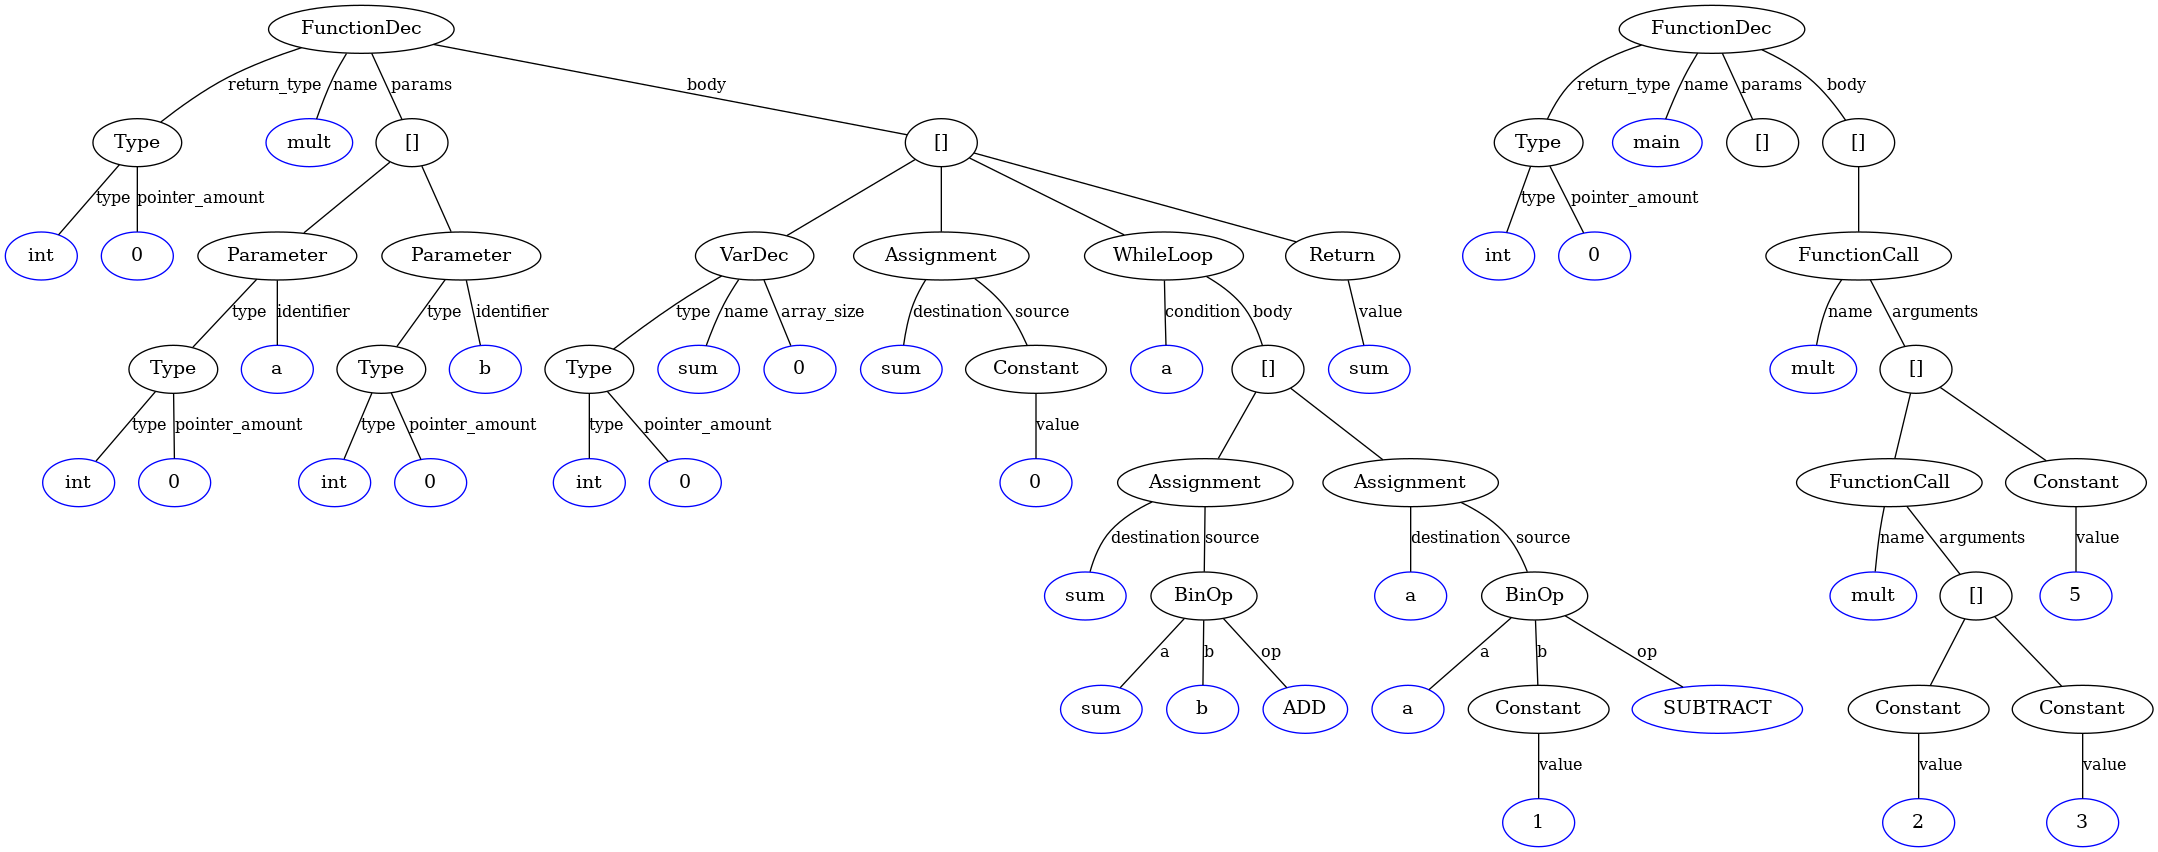 FunctionDec FunctionDec
return_type name params body return_type name params body
Type mult [] [] Type main [] []
type pointer_amount type pointer_amount
int 0 Parameter Parameter VarDec Assignment WhileLoop Return int 0 FunctionCall
type identifier type identifier type name array_size destination source condition body value name arguments
Type a Type b Type sum 0 sum Constant a [] sum mult []
type pointer_amount type pointer_amount type pointer_amount value
int 0 int 0 int 0 0 Assignment Assignment FunctionCall Constant
destination source destination source name arguments value
sum BinOp a BinOp mult [] 5
a b op a b op
sum b ADD a Constant SUBTRACT Constant Constant
value value value
1 2 3